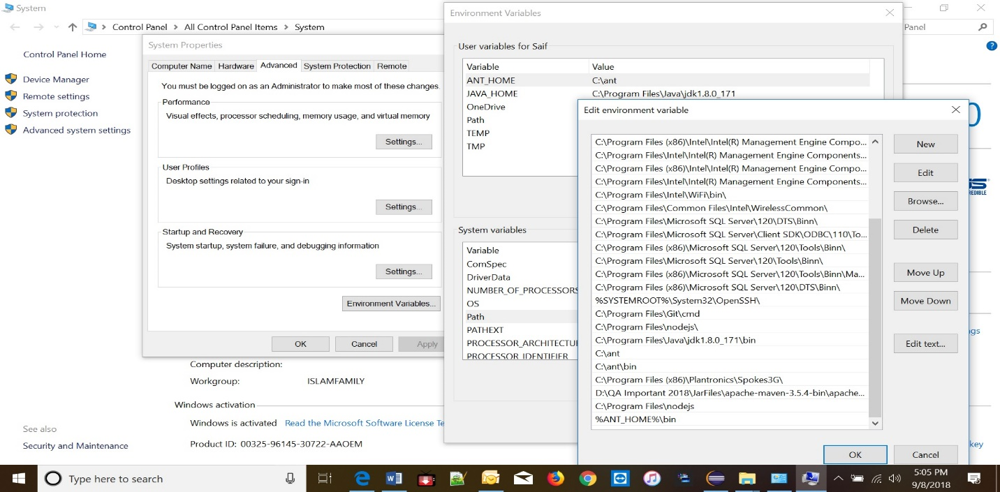 System
Control Panel > All Control Panel Items > System
Panel
Control Panel Home
Device Manager
Remote settings
System protection
Advanced system settings
See also
Security and Maintenance
System Properties
Computer Name
Hardware
Advanced
System Protection
Remote
You must be logged on as an Administrator to make most of these changes.
Performance
Visual effects, processor scheduling, memory usage, and virtual memory
Settings...
User Profiles
Desktop settings related to your sign-in
Settings...
Startup and Recovery
System startup, system failure, and debugging information
Settings...
Environment Variables...
OK
Cancel
Apply
Computer description:
Workgroup: ISLAMFAMILY
Windows activation
Windows is activated Read the Microsoft Software License Te
Product ID: 00325-96145-30722-AAOEM
Environment Variables
User variables for Saif
Variable Value
ANT_HOME C:\ant
JAVA_HOME C:\Program Files\Java\jdk1.8.0_171
OneDrive
Path
TEMP
TMP
System variables
Variable
ComSpec
DriverData
NUMBER_OF_PROCESSORS
OS
Path
PATHEXT
PROCESSOR_ARCHITECTU
PROCESSOR_IDENTIFIER
Edit environment variable
C:\Program Files (x86)\Intel\Intel(R) Management Engine Compo...
C:\Program Files\Intel\Intel(R) Management Engine Components...
C:\Program Files (x86)\Intel\Intel(R) Management Engine Compo...
C:\Program Files\Intel\Intel(R) Management Engine Components...
C:\Program Files\Intel\WiFi\bin\
C:\Program Files\Common Files\Intel\WirelessCommon\
C:\Program Files\Microsoft SQL Server\120\DTS\Binn\
C:\Program Files\Microsoft SQL Server\Client SDK\ODBC\110\To...
C:\Program Files (x86)\Microsoft SQL Server\120\Tools\Binn\
C:\Program Files\Microsoft SQL Server\120\Tools\Binn\
C:\Program Files (x86)\Microsoft SQL Server\120\Tools\Binn\Ma...
C:\Program Files (x86)\Microsoft SQL Server\120\DTS\Binn\
%SYSTEMROOT%\System32\OpenSSH\
C:\Program Files\Git\cmd
C:\Program Files\nodejs\
C:\Program Files\Java\jdk1.8.0_171\bin
C:\ant
C:\ant\bin
C:\Program Files (x86)\Plantronics\Spokes3G\
D:\QA Important 2018\JarFiles\apache-maven-3.5.4-bin\apache...
C:\Program Files\nodejs
%ANT_HOME%\bin
New
Edit
Browse...
Delete
Move Up
Move Down
Edit text...
OK
Cancel
0
REDIBLE
ngs
key
Type here to search
5:05 PM
9/8/2018